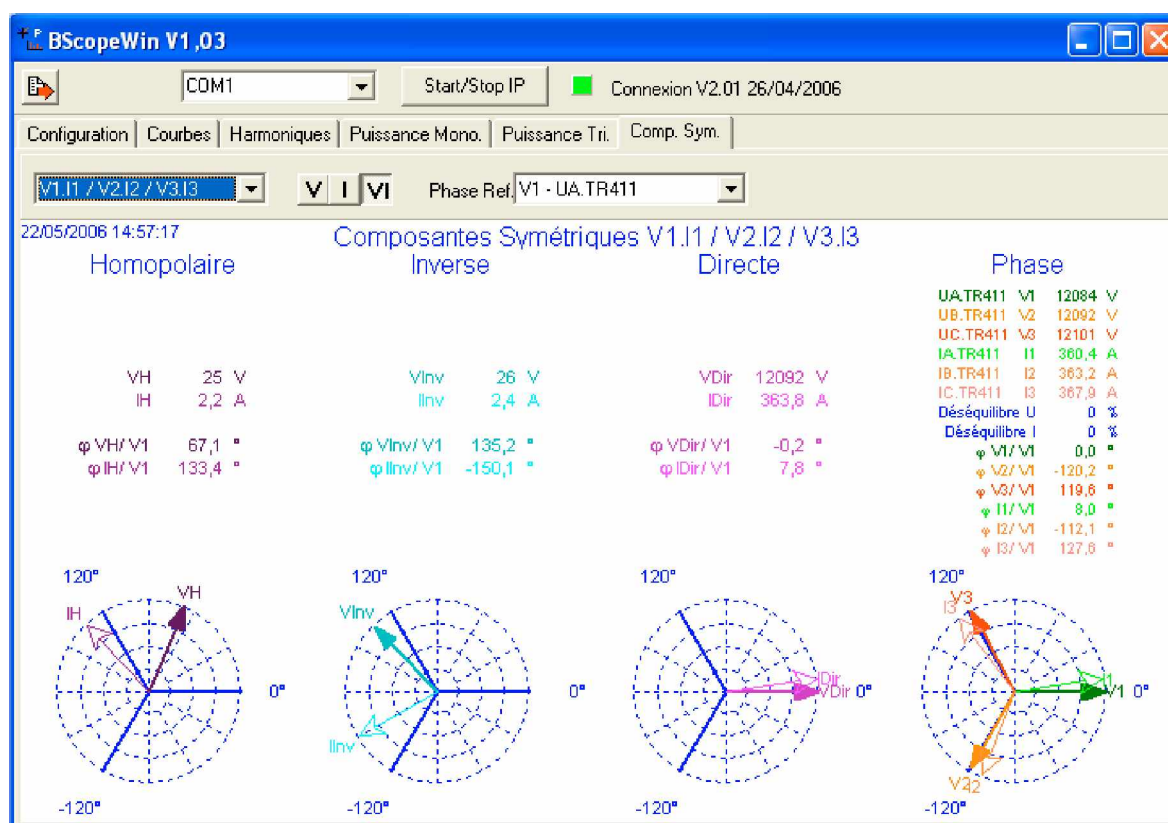 BScopeWin V1,03
COM1 Start/Stop IP Connexion V2.01 26/04/2006
Configuration Courbes Harmoniques Puissance Mono. Puissance Tri. Comp. Sym.
V1.I1 / V2.I2 / V3.I3 V I VI Phase Ref. V1 - UA.TR411
22/05/2006 14:57:17 Composantes Symétriques V1.I1 / V2.I2 / V3.I3
Homopolaire Inverse Directe Phase
UA.TR411 V1 12084 V
UB.TR411 V2 12092 V
UC.TR411 V3 12101 V
IA.TR411 I1 360,4 A
VH 25 V VInv 26 V VDir 12092 V IB.TR411 I2 363,2 A
IH 2,2 A IInv 2,4 A IDir 363,8 A IC.TR411 I3 367,9 A
Déséquilibre U 0 %
Déséquilibre I 0 %
φ VH/ V1 67,1 ° φ VInv/ V1 135,2 ° φ VDir/ V1 -0,2 ° φ V1/ V1 0,0 °
φ IH/ V1 133,4 ° φ IInv/ V1 -150,1 ° φ IDir/ V1 7,8 ° φ V2/ V1 -120,2 °
φ V3/ V1 119,6 °
φ I1/ V1 8,0 °
φ I2/ V1 -112,1 °
φ I3/ V1 127,6 °
120° 120° 120° 120°
VH V3
IH VInv I3
IDir
0° 0° VDir 0° V1 0°
IInv
V2 I2
-120° -120° -120° -120°